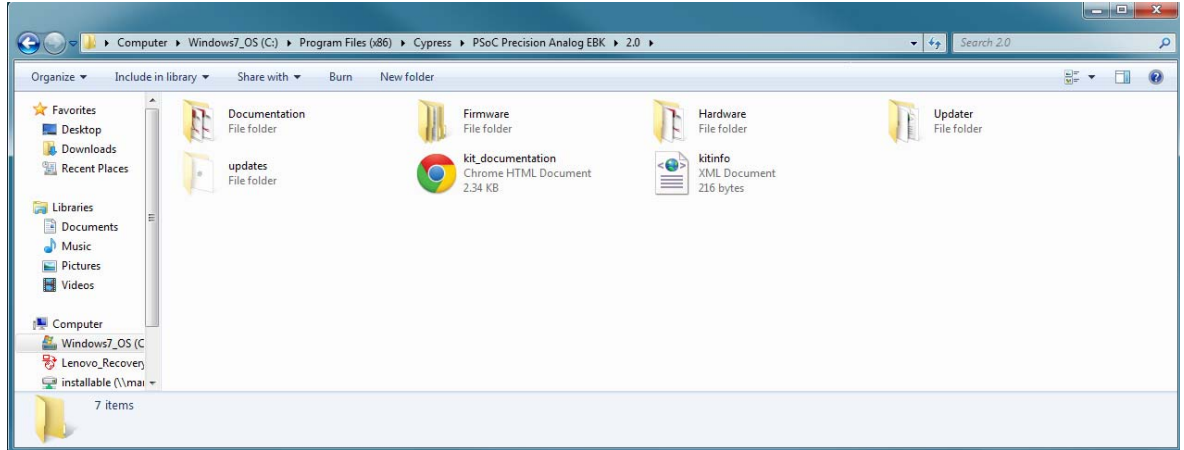 Computer ▸ Windows7_OS (C:) ▸ Program Files (x86) ▸ Cypress ▸ PSoC Precision Analog EBK ▸ 2.0 ▸
Search 2.0
Organize Include in library Share with Burn New folder
Favorites
Desktop
Downloads
Recent Places
Libraries
Documents
Music
Pictures
Videos
Computer
Windows7_OS (C
Lenovo_Recovery
installable (\\mai
Documentation
File folder
Firmware
File folder
Hardware
File folder
Updater
File folder
updates
File folder
kit_documentation
Chrome HTML Document
2.34 KB
kitinfo
XML Document
216 bytes
7 items